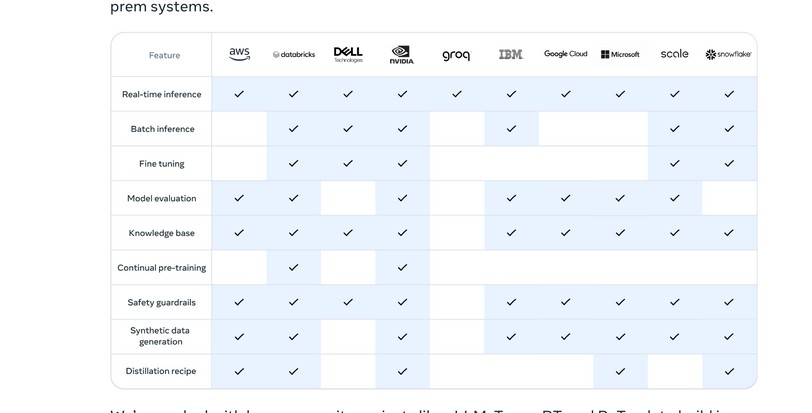 prem systems.
Feature aws databricks DELL Technologies NVIDIA groq IBM Google Cloud Microsoft scale snowflake
Real-time inference ✓ ✓ ✓ ✓ ✓ ✓ ✓ ✓ ✓ ✓
Batch inference ✓ ✓ ✓ ✓ ✓ ✓
Fine tuning ✓ ✓ ✓ ✓ ✓
Model evaluation ✓ ✓ ✓ ✓ ✓ ✓ ✓
Knowledge base ✓ ✓ ✓ ✓ ✓ ✓ ✓ ✓ ✓
Continual pre-training ✓ ✓
Safety guardrails ✓ ✓ ✓ ✓ ✓ ✓ ✓ ✓ ✓
Synthetic data
generation ✓ ✓ ✓ ✓ ✓ ✓ ✓ ✓
Distillation recipe ✓ ✓ ✓ ✓ ✓